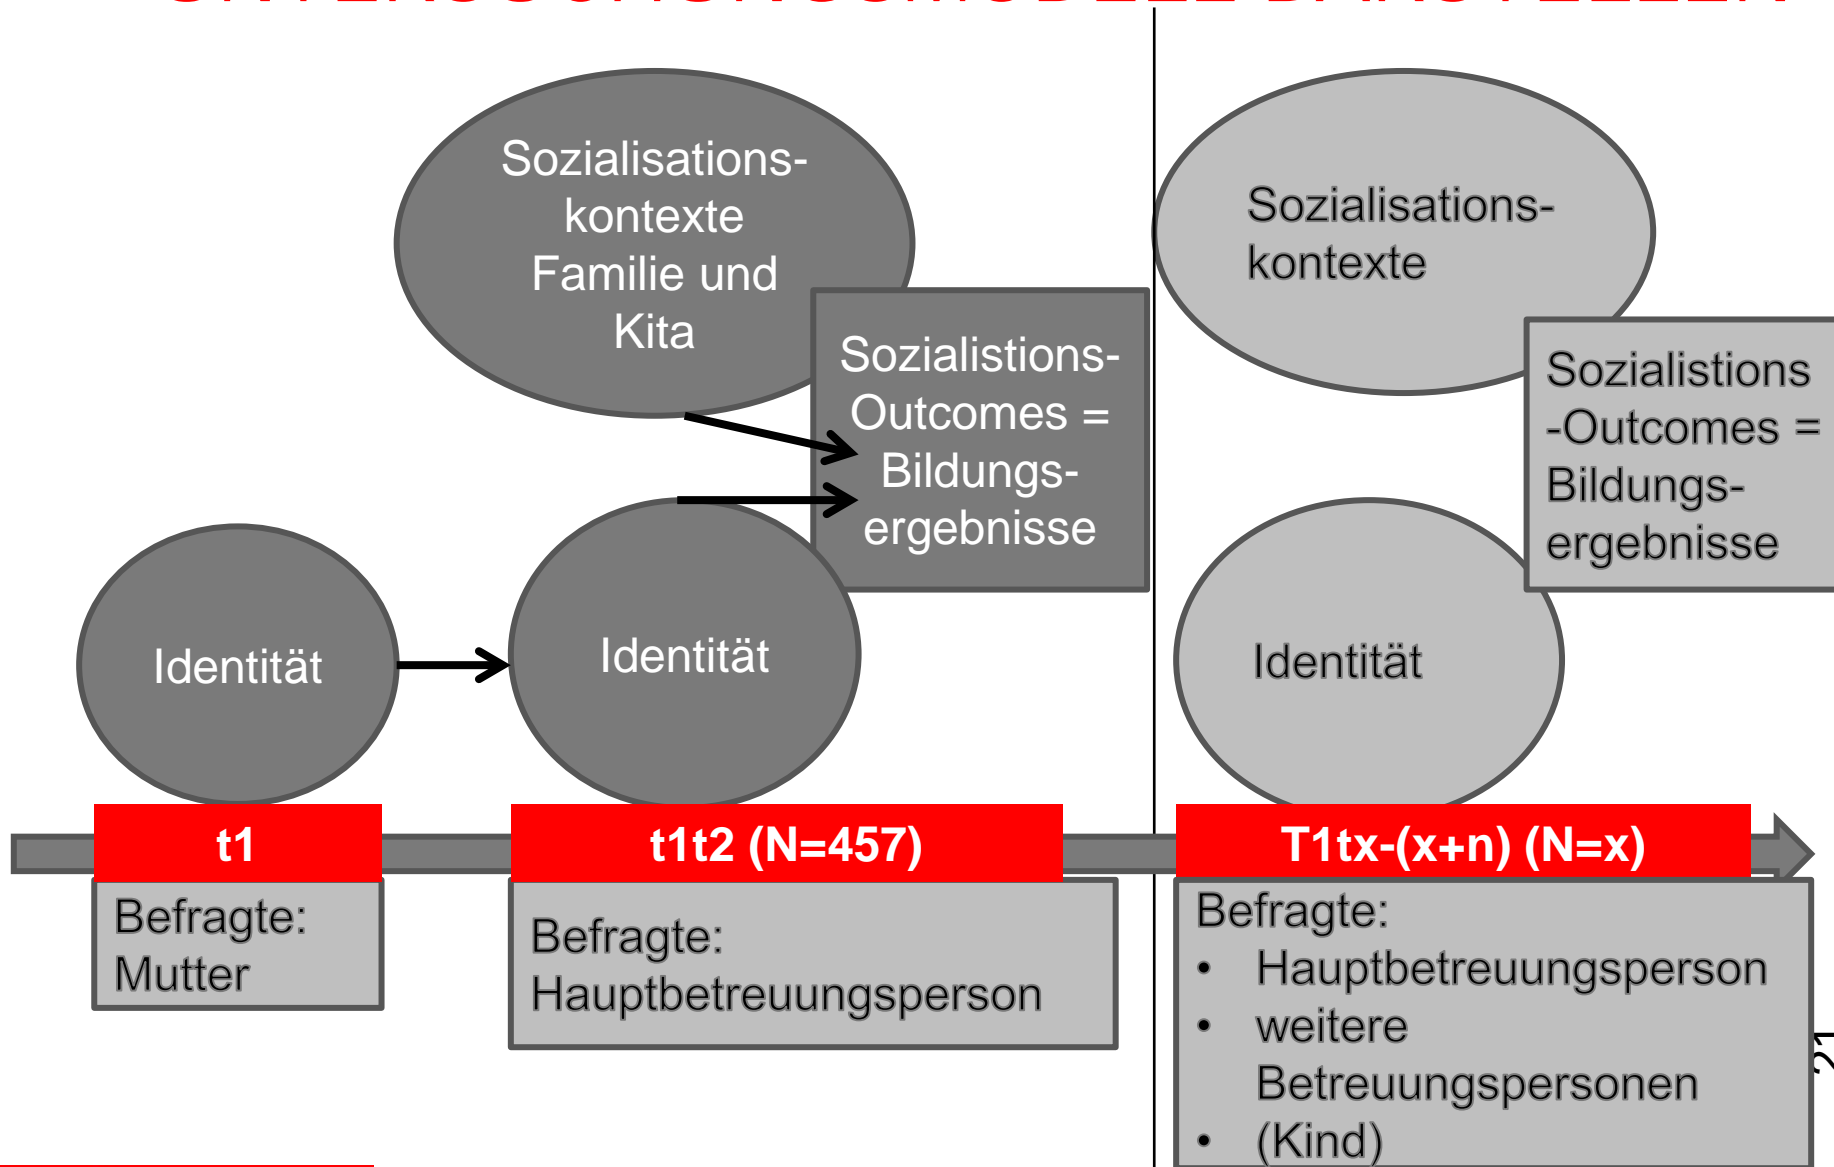 Sozialisations-
kontexte
Familie und
Kita
Sozialistions-
Outcomes =
Bildungs-
ergebnisse
Identität
Identität
Sozialisations-
kontexte
Sozialistions
-Outcomes =
Bildungs-
ergebnisse
Identität
t1
t1t2 (N=457)
T1tx-(x+n) (N=x)
Befragte:
Mutter
Befragte:
Hauptbetreuungsperson
Befragte:
• Hauptbetreuungsperson
• weitere
Betreuungspersonen
• (Kind)
21